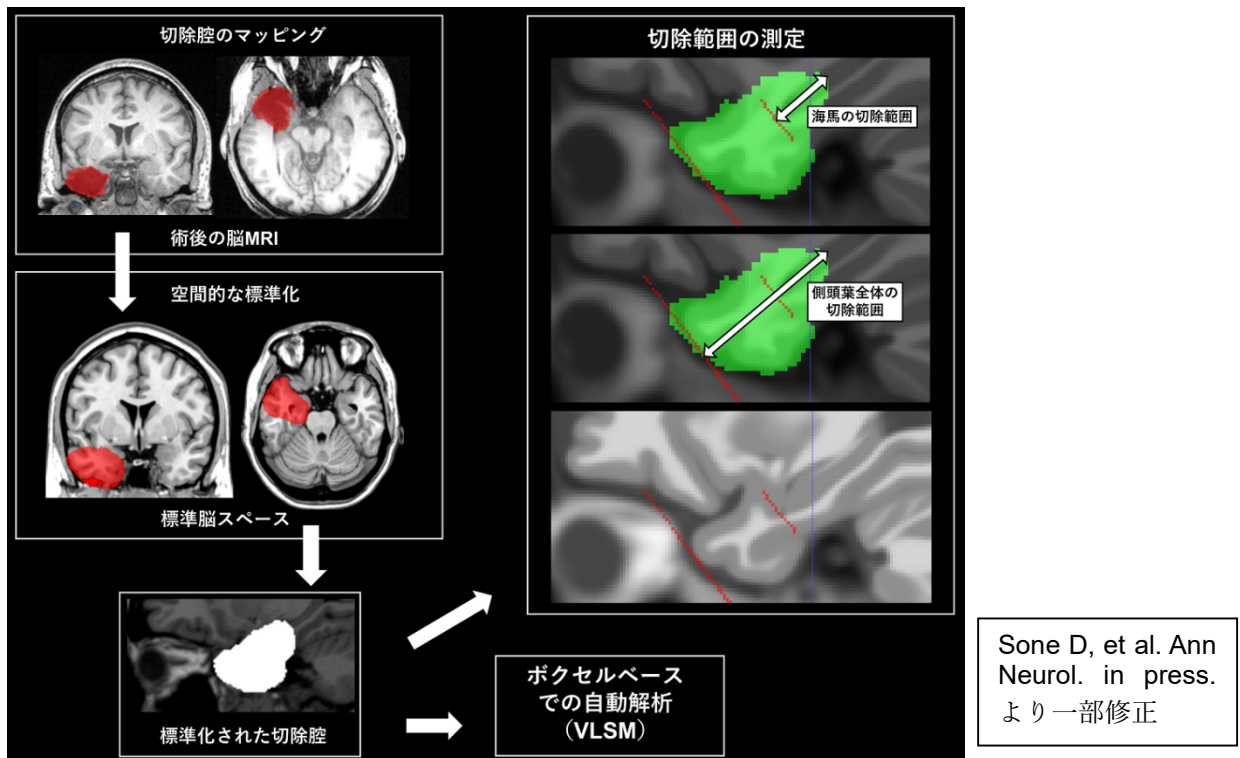 切除腔のマッピング
術後の脳MRI
空間的な標準化
標準脳スペース
標準化された切除腔
切除範囲の測定
海馬の切除範囲
側頭葉全体の
切除範囲
ボクセルベース
での自動解析
（VLSM）
Sone D, et al. Ann
Neurol. in press.
より一部修正